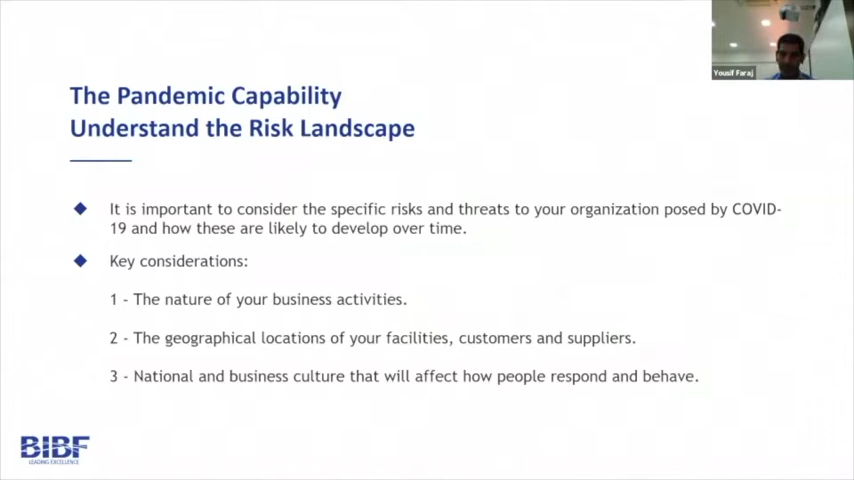 Yousif Faraj
The Pandemic Capability
Understand the Risk Landscape
It is important to consider the specific risks and threats to your organization posed by COVID-
19 and how these are likely to develop over time.
Key considerations:
1 - The nature of your business activities.
2 - The geographical locations of your facilities, customers and suppliers.
3 - National and business culture that will affect how people respond and behave.
BIBF
LEADING EXCELLENCE